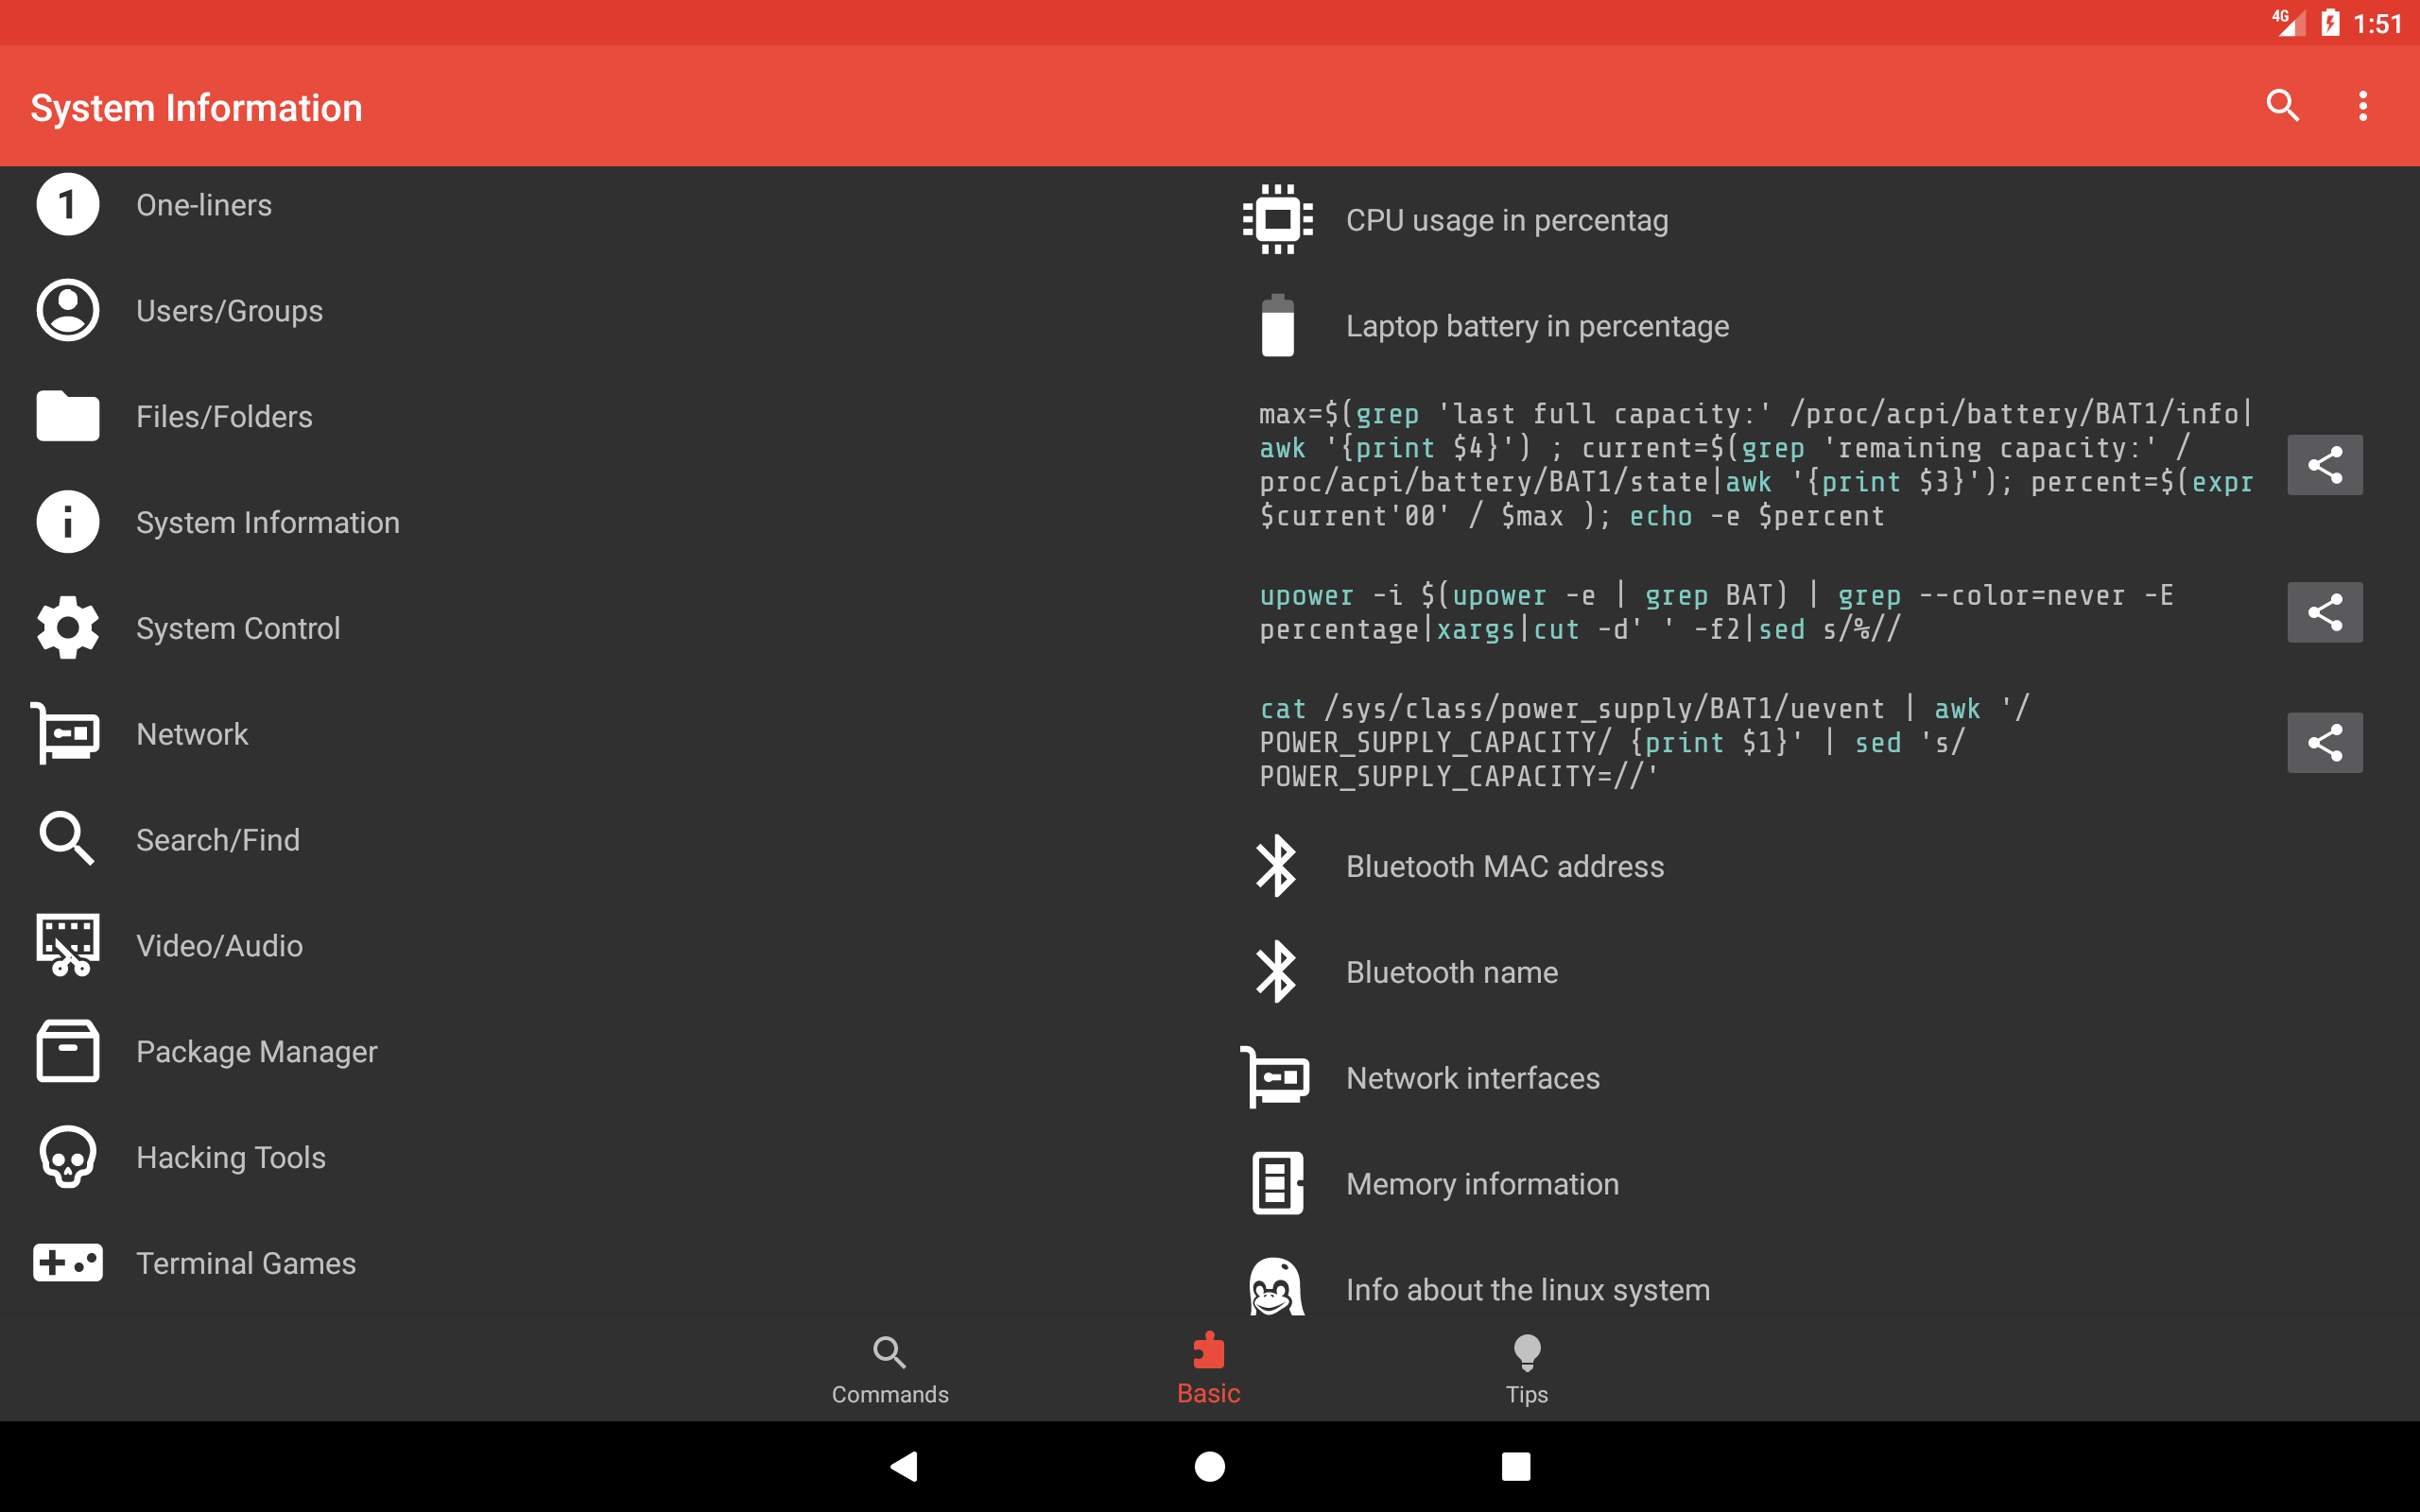 4G 1:51
System Information
One-liners
Users/Groups
Files/Folders
System Information
System Control
Network
Search/Find
Video/Audio
Package Manager
Hacking Tools
Terminal Games
CPU usage in percentag
Laptop battery in percentage
max=$(grep 'last full capacity:' /proc/acpi/battery/BAT1/info|
awk '{print $4}') ; current=$(grep 'remaining capacity:' /
proc/acpi/battery/BAT1/state|awk '{print $3}'); percent=$(expr
$current'00' / $max ); echo -e $percent
upower -i $(upower -e | grep BAT) | grep --color=never -E
percentage|xargs|cut -d' ' -f2|sed s/%//
cat /sys/class/power_supply/BAT1/uevent | awk '/
POWER_SUPPLY_CAPACITY/ {print $1}' | sed 's/
POWER_SUPPLY_CAPACITY=//'
Bluetooth MAC address
Bluetooth name
Network interfaces
Memory information
Info about the linux system
Commands
Basic
Tips